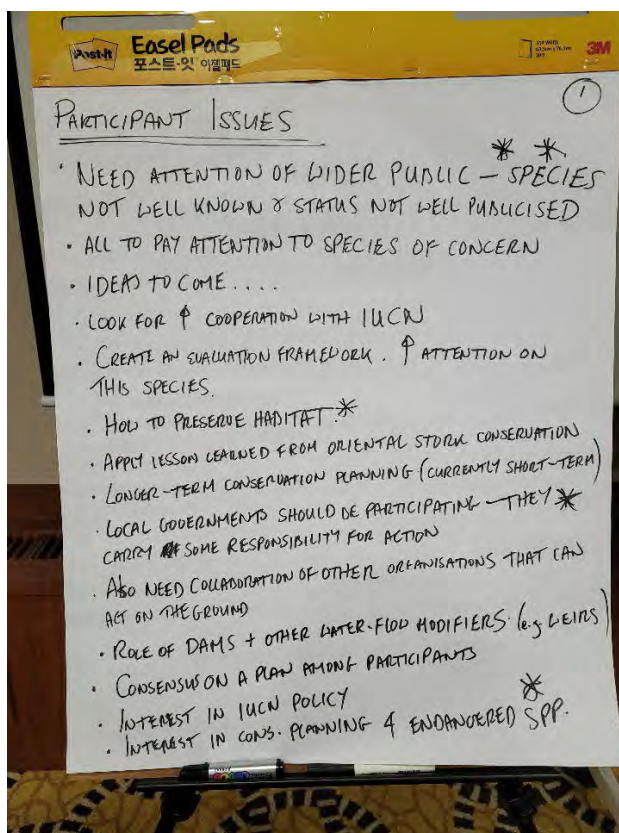 Post-it Easel Pads
포스트-잇 이젤패드
3M
1
PARTICIPANT ISSUES
* *
· NEED ATTENTION OF WIDER PUBLIC – SPECIES
NOT WELL KNOWN & STATUS NOT WELL PUBLICISED
· ALL TO PAY ATTENTION TO SPECIES OF CONCERN
· IDEAS TO COME....
· LOOK FOR ↑ COOPERATION WITH IUCN
· CREATE AN EVALUATION FRAMEWORK. ↑ ATTENTION ON
THIS SPECIES.
· HOW TO PRESERVE HABITAT. *
· APPLY LESSON LEARNED FROM ORIENTAL STORK CONSERVATION
· LONGER-TERM CONSERVATION PLANNING (CURRENTLY SHORT-TERM)
· LOCAL GOVERNMENTS SHOULD BE PARTICIPATING – THEY *
CARRY SOME RESPONSIBILITY FOR ACTION
· ALSO NEED COLLABORATION OF OTHER ORGANISATIONS THAT CAN
ACT ON THE GROUND
· ROLE OF DAMS + OTHER WATER-FLOW MODIFIERS. (e.g WEIRS)
· CONSENSUS ON A PLAN AMONG PARTICIPANTS
· INTEREST IN IUCN POLICY
*
· INTEREST IN CONS. PLANNING 4 ENDANGERED SPP.